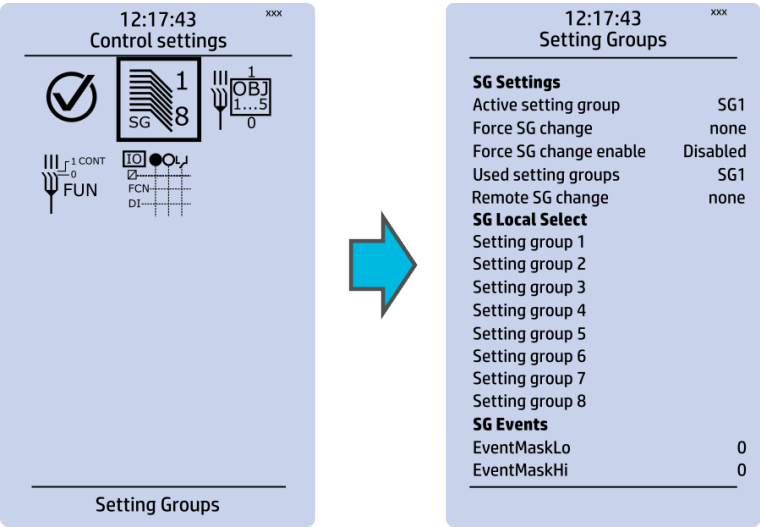 12:17:43 xxx
Control settings
1
SG 8
1
OBJ
1...5
0
1 CONT
0
FUN
IO
FCN
DI
Setting Groups
12:17:43 xxx
Setting Groups
SG Settings
Active setting group SG1
Force SG change none
Force SG change enable Disabled
Used setting groups SG1
Remote SG change none
SG Local Select
Setting group 1
Setting group 2
Setting group 3
Setting group 4
Setting group 5
Setting group 6
Setting group 7
Setting group 8
SG Events
EventMaskLo 0
EventMaskHi 0